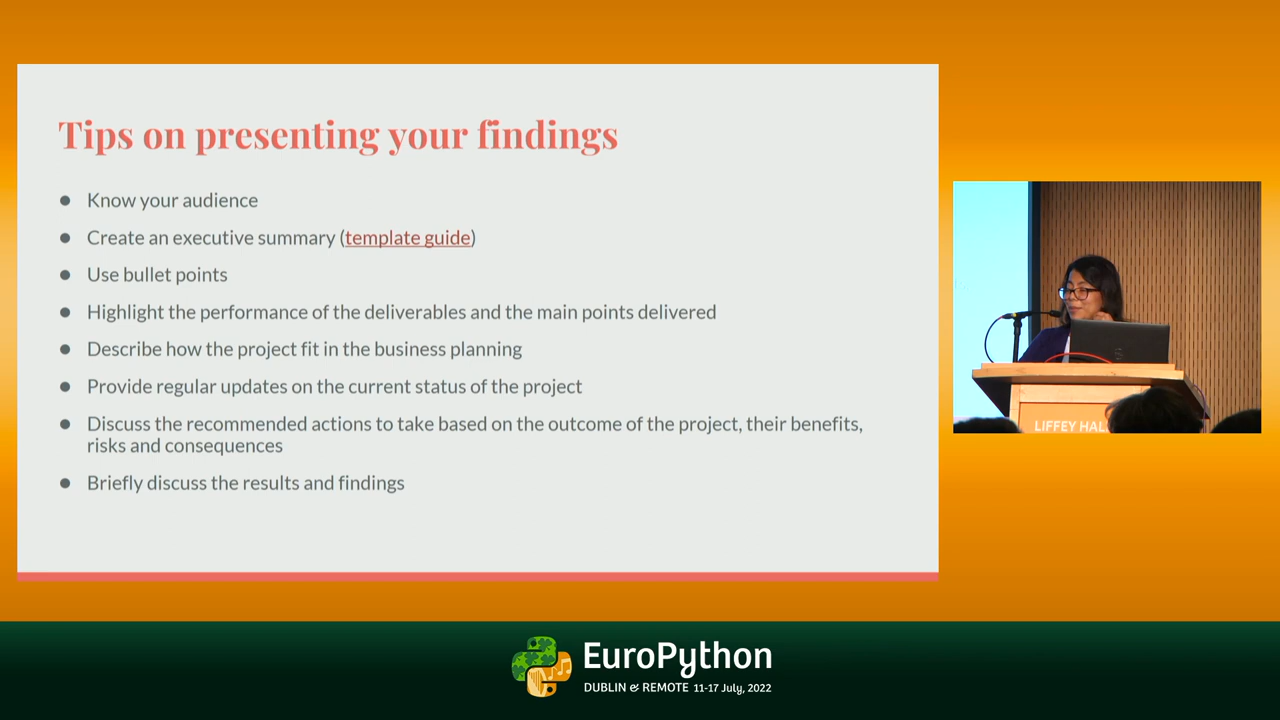 Tips on presenting your findings
● Know your audience
● Create an executive summary (template guide)
● Use bullet points
● Highlight the performance of the deliverables and the main points delivered
● Describe how the project fit in the business planning
● Provide regular updates on the current status of the project
● Discuss the recommended actions to take based on the outcome of the project, their benefits,
risks and consequences
● Briefly discuss the results and findings
LIFFEY HAL
EuroPython
DUBLIN & REMOTE 11-17 July, 2022